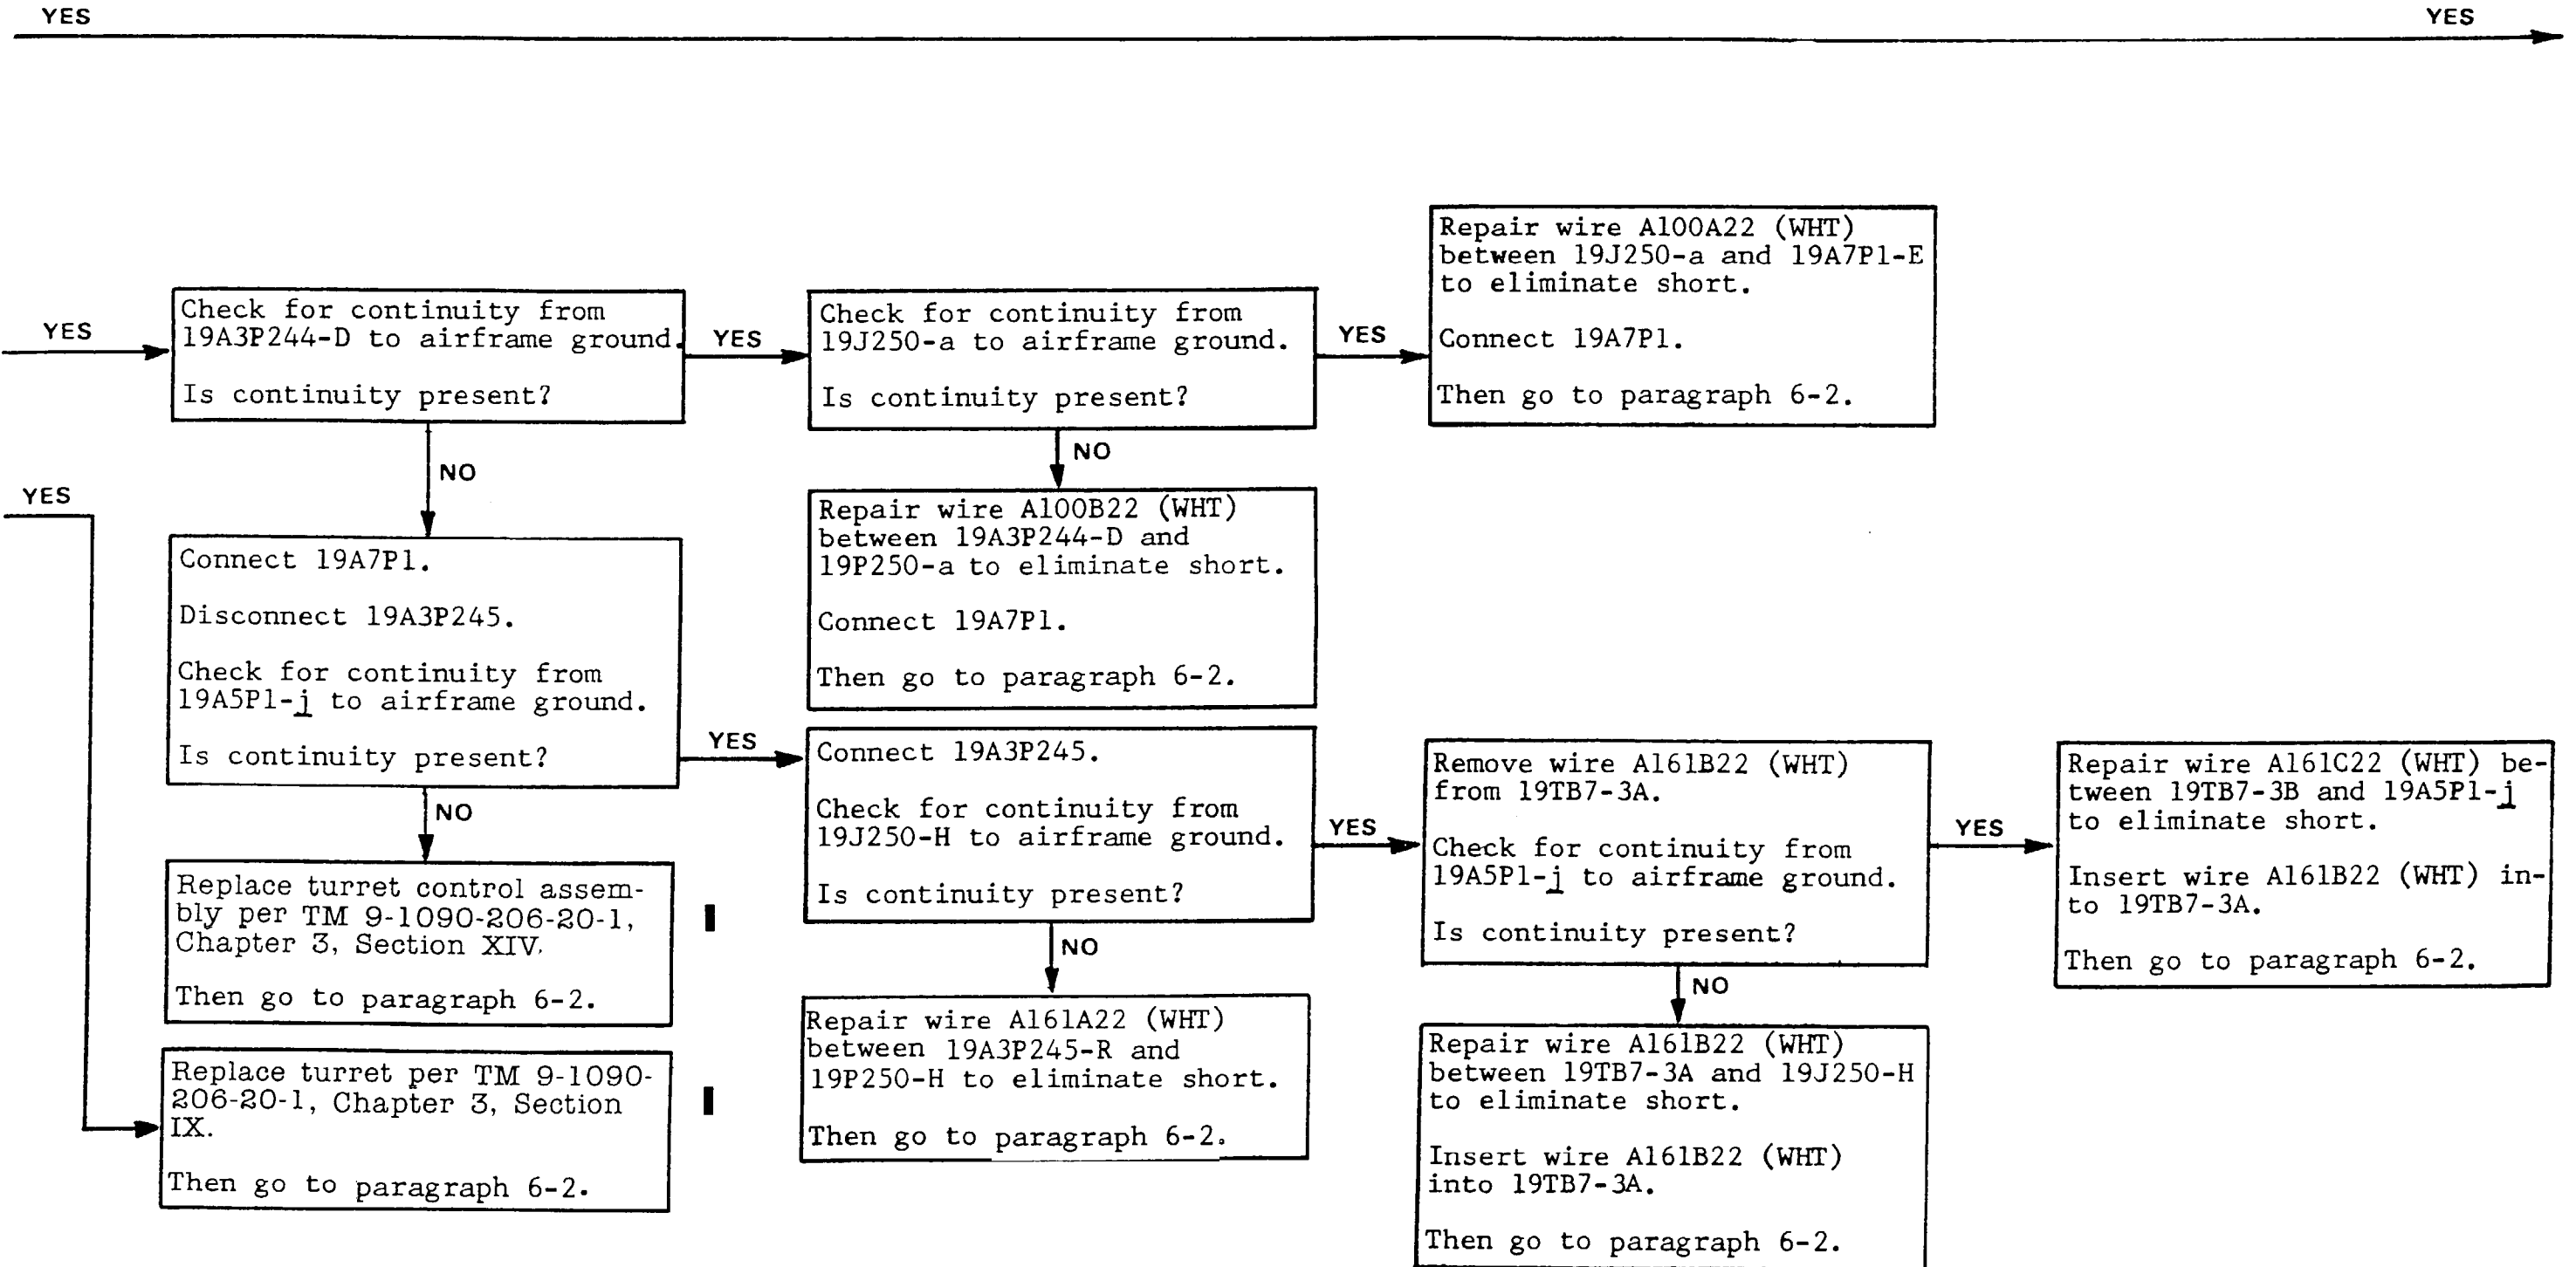 YES
YES
Repair wire A100A22 (WHT)
between 19J250-a and 19A7P1-E
to eliminate short.
Connect 19A7P1.
Then go to paragraph 6-2.
YES
Check for continuity from
19A3P244-D to airframe ground.
Is continuity present?
YES
Check for continuity from
19J250-a to airframe ground.
Is continuity present?
YES
NO
NO
YES
Repair wire A100B22 (WHT)
between 19A3P244-D and
19P250-a to eliminate short.
Connect 19A7P1.
Then go to paragraph 6-2.
Connect 19A7P1.
Disconnect 19A3P245.
Check for continuity from
19A5P1-j to airframe ground.
Is continuity present?
YES
Connect 19A3P245.
Check for continuity from
19J250-H to airframe ground.
Is continuity present?
YES
Remove wire A161B22 (WHT)
from 19TB7-3A.
Check for continuity from
19A5P1-j to airframe ground.
Is continuity present?
YES
Repair wire A161C22 (WHT) be-
tween 19TB7-3B and 19A5P1-j
to eliminate short.
Insert wire A161B22 (WHT) in-
to 19TB7-3A.
Then go to paragraph 6-2.
NO
Replace turret control assem-
bly per TM 9-1090-206-20-1,
Chapter 3, Section XIV.
Then go to paragraph 6-2.
NO
NO
Repair wire A161A22 (WHT)
between 19A3P245-R and
19P250-H to eliminate short.
Then go to paragraph 6-2.
Repair wire A161B22 (WHT)
between 19TB7-3A and 19J250-H
to eliminate short.
Insert wire A161B22 (WHT)
into 19TB7-3A.
Then go to paragraph 6-2.
Replace turret per TM 9-1090-
206-20-1, Chapter 3, Section
IX.
Then go to paragraph 6-2.